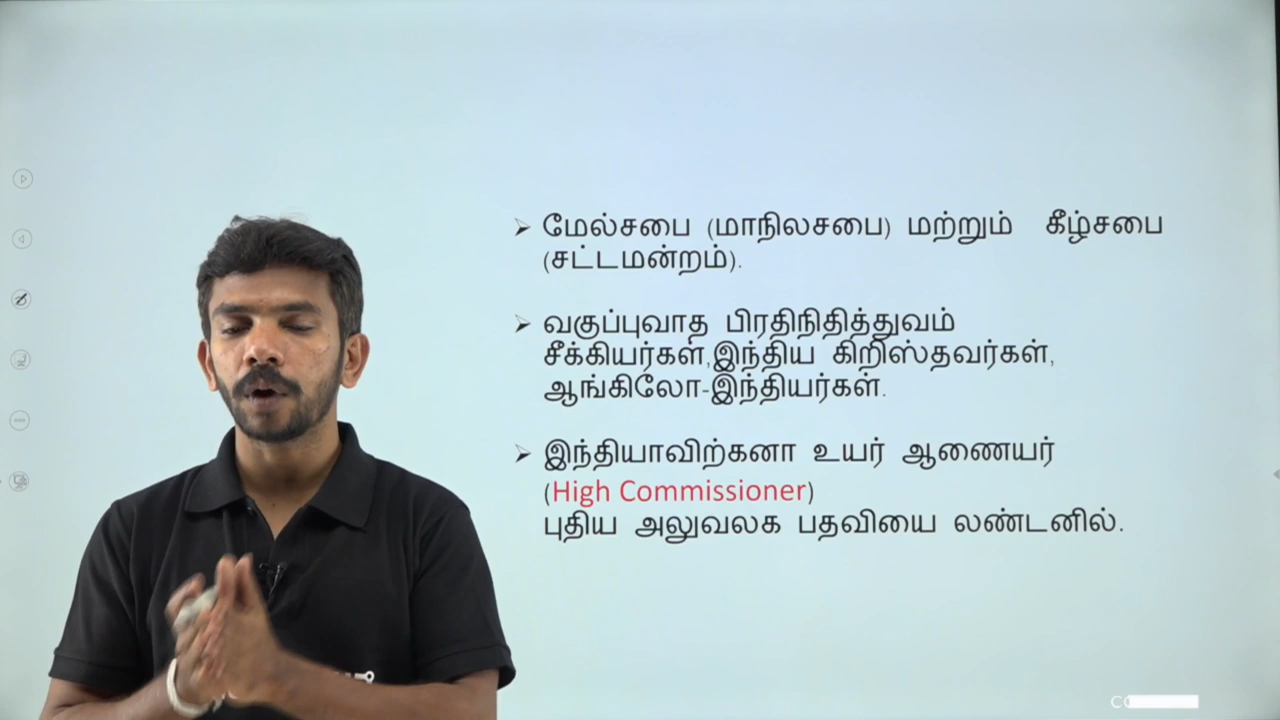 ➢ மேல்சபை (மாநிலசபை) மற்றும் கீழ்சபை
(சட்டமன்றம்).
➢ வகுப்புவாத பிரதிநிதித்துவம்
சீக்கியர்கள்,இந்திய கிறிஸ்தவர்கள்,
ஆங்கிலோ-இந்தியர்கள்.
➢ இந்தியாவிற்கனா உயர் ஆணையர்
(High Commissioner)
புதிய அலுவலக பதவியை லண்டனில்.